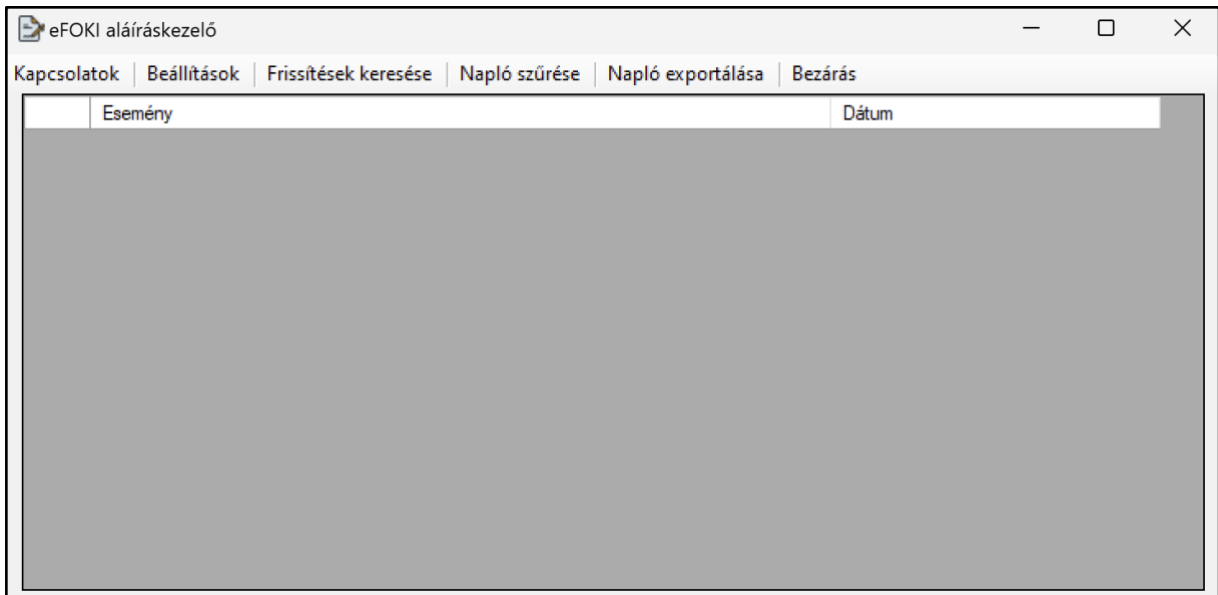 eFOKI aláíráskezelő
Kapcsolatok Beállítások Frissítések keresése Napló szűrése Napló exportálása Bezárás
Esemény Dátum